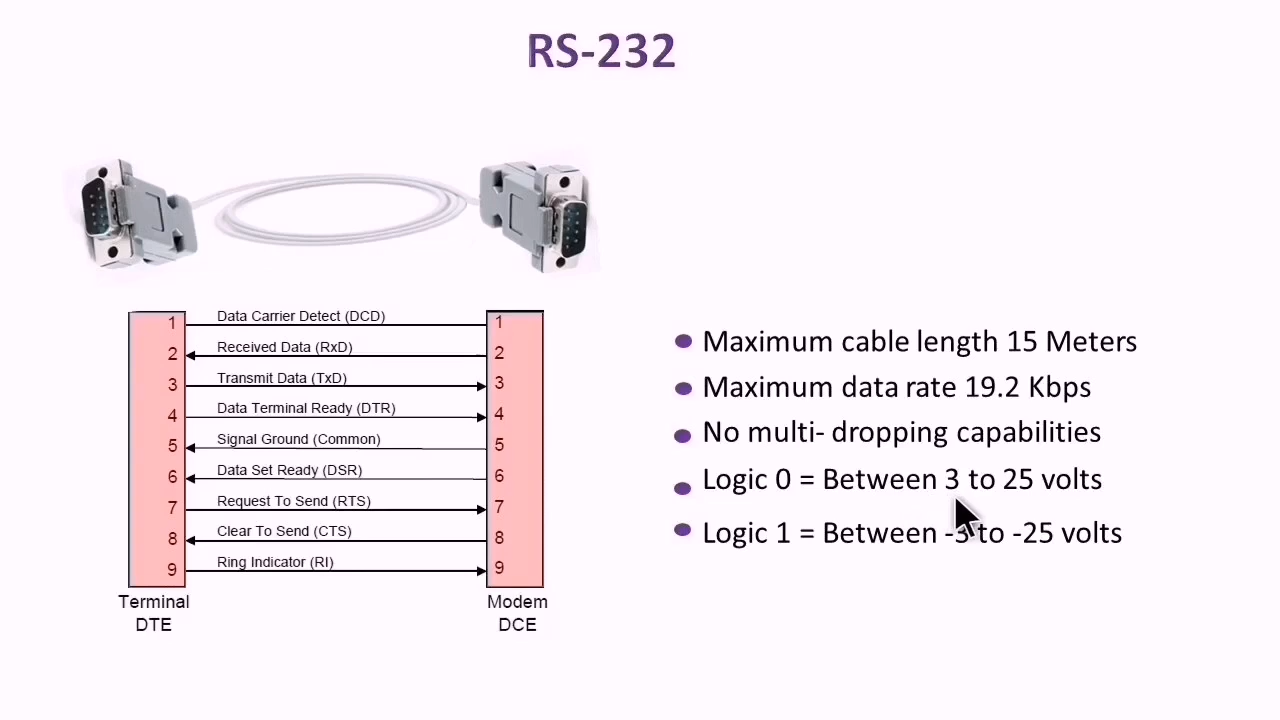 RS-232
1 Data Carrier Detect (DCD) 1
2 Received Data (RxD) 2
3 Transmit Data (TxD) 3
4 Data Terminal Ready (DTR) 4
5 Signal Ground (Common) 5
6 Data Set Ready (DSR) 6
7 Request To Send (RTS) 7
8 Clear To Send (CTS) 8
9 Ring Indicator (RI) 9
Terminal
DTE
Modem
DCE
Maximum cable length 15 Meters
Maximum data rate 19.2 Kbps
No multi- dropping capabilities
Logic 0 = Between 3 to 25 volts
Logic 1 = Between -3 to -25 volts